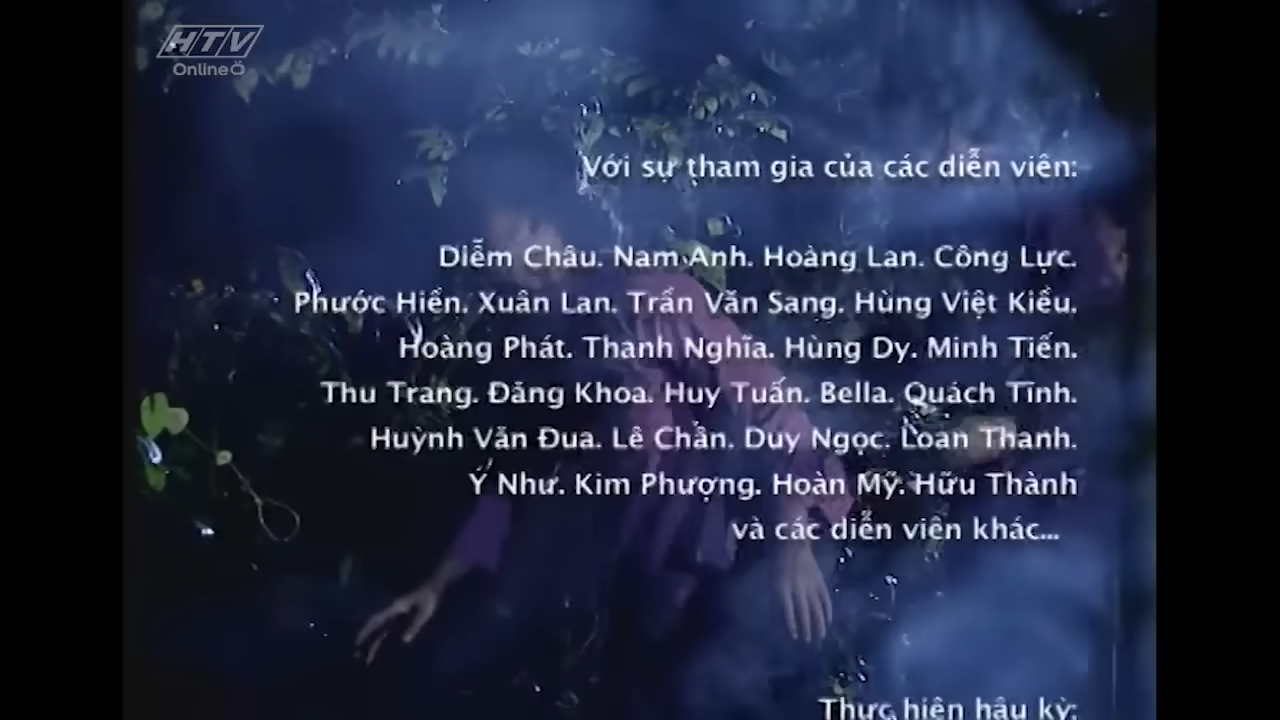 HTV
Online
Với sự tham gia của các diễn viên:
Diễm Châu. Nam Anh. Hoàng Lan. Công Lực.
Phước Hiển. Xuân Lan. Trần Văn Sang. Hùng Việt Kiều.
Hoàng Phát. Thanh Nghĩa. Hùng Dy. Minh Tiến.
Thu Trang. Đăng Khoa. Huy Tuấn. Bella. Quách Tĩnh.
Huỳnh Văn Đua. Lê Chẳn. Duy Ngọc. Loan Thanh.
Ý Như. Kim Phượng. Hoàn Mỹ. Hữu Thành
và các diễn viên khác...
Thực hiện hậu kỳ: